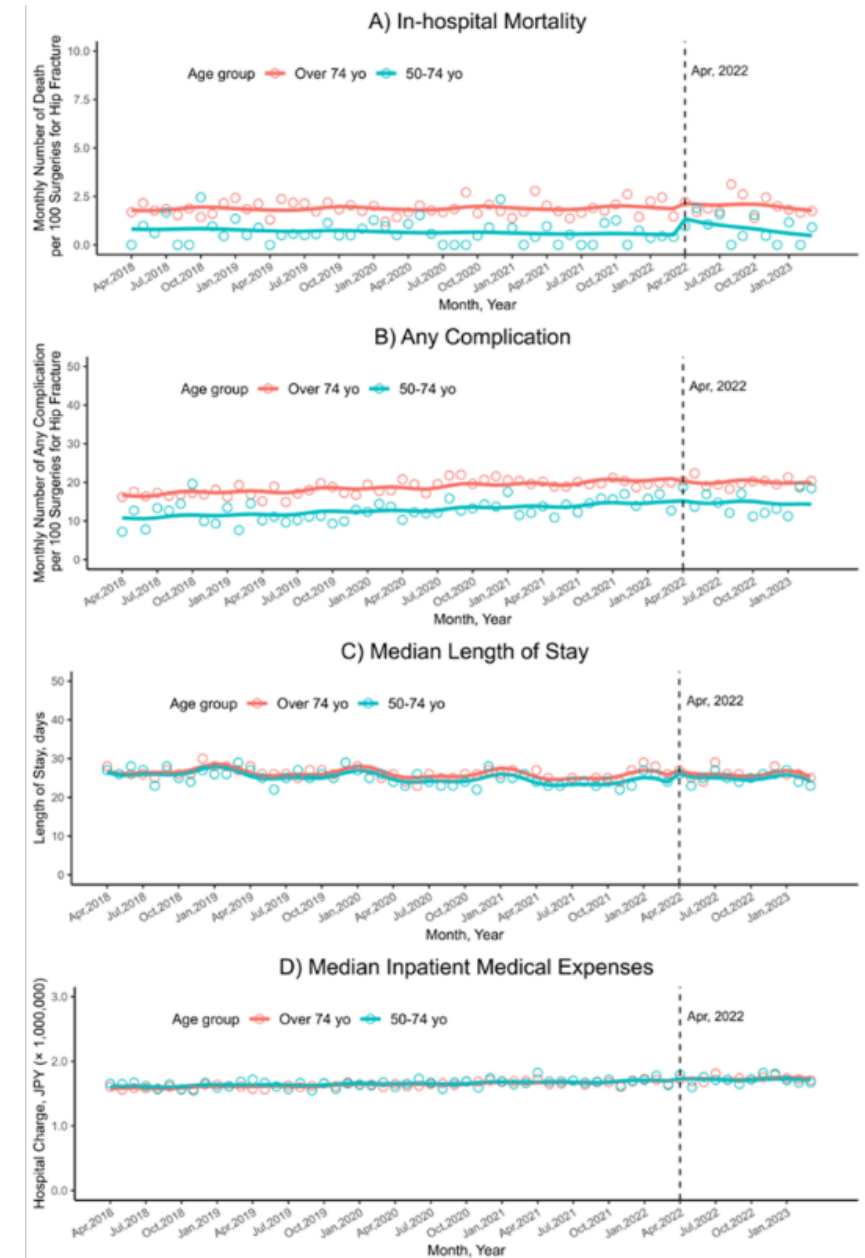 A) In-hospital Mortality
Monthly Number of Death
per 100 Surgeries for Hip Fracture
10.0
7.5
5.0
2.5
0.0
Age group Over 74 yo 50-74 yo
Apr, 2022
Apr,2018 Jul,2018 Oct,2018 Jan,2019 Apr,2019 Jul,2019 Oct,2019 Jan,2020 Apr,2020 Jul,2020 Oct,2020 Jan,2021 Apr,2021 Jul,2021 Oct,2021 Jan,2022 Apr,2022 Jul,2022 Oct,2022 Jan,2023
Month, Year
B) Any Complication
Monthly Number of Any Complication
per 100 Surgeries for Hip Fracture
50
40
30
20
10
0
Age group Over 74 yo 50-74 yo
Apr, 2022
Apr,2018 Jul,2018 Oct,2018 Jan,2019 Apr,2019 Jul,2019 Oct,2019 Jan,2020 Apr,2020 Jul,2020 Oct,2020 Jan,2021 Apr,2021 Jul,2021 Oct,2021 Jan,2022 Apr,2022 Jul,2022 Oct,2022 Jan,2023
Month, Year
C) Median Length of Stay
Length of Stay, days
50
40
30
20
10
0
Age group Over 74 yo 50-74 yo
Apr, 2022
Apr,2018 Jul,2018 Oct,2018 Jan,2019 Apr,2019 Jul,2019 Oct,2019 Jan,2020 Apr,2020 Jul,2020 Oct,2020 Jan,2021 Apr,2021 Jul,2021 Oct,2021 Jan,2022 Apr,2022 Jul,2022 Oct,2022 Jan,2023
Month, Year
D) Median Inpatient Medical Expenses
Hospital Charge, JPY (× 1,000,000)
3.0
2.0
1.0
0.0
Age group Over 74 yo 50-74 yo
Apr, 2022
Apr,2018 Jul,2018 Oct,2018 Jan,2019 Apr,2019 Jul,2019 Oct,2019 Jan,2020 Apr,2020 Jul,2020 Oct,2020 Jan,2021 Apr,2021 Jul,2021 Oct,2021 Jan,2022 Apr,2022 Jul,2022 Oct,2022 Jan,2023
Month, Year